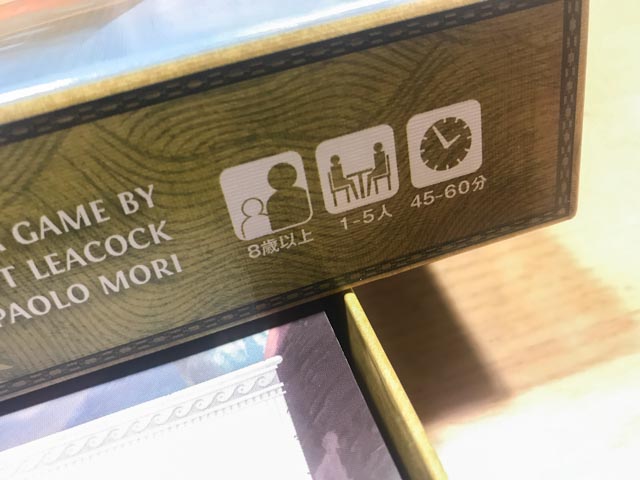 GAME BY
T LEACOCK
PAOLO MORI
8歳以上
1-5人
45-60分